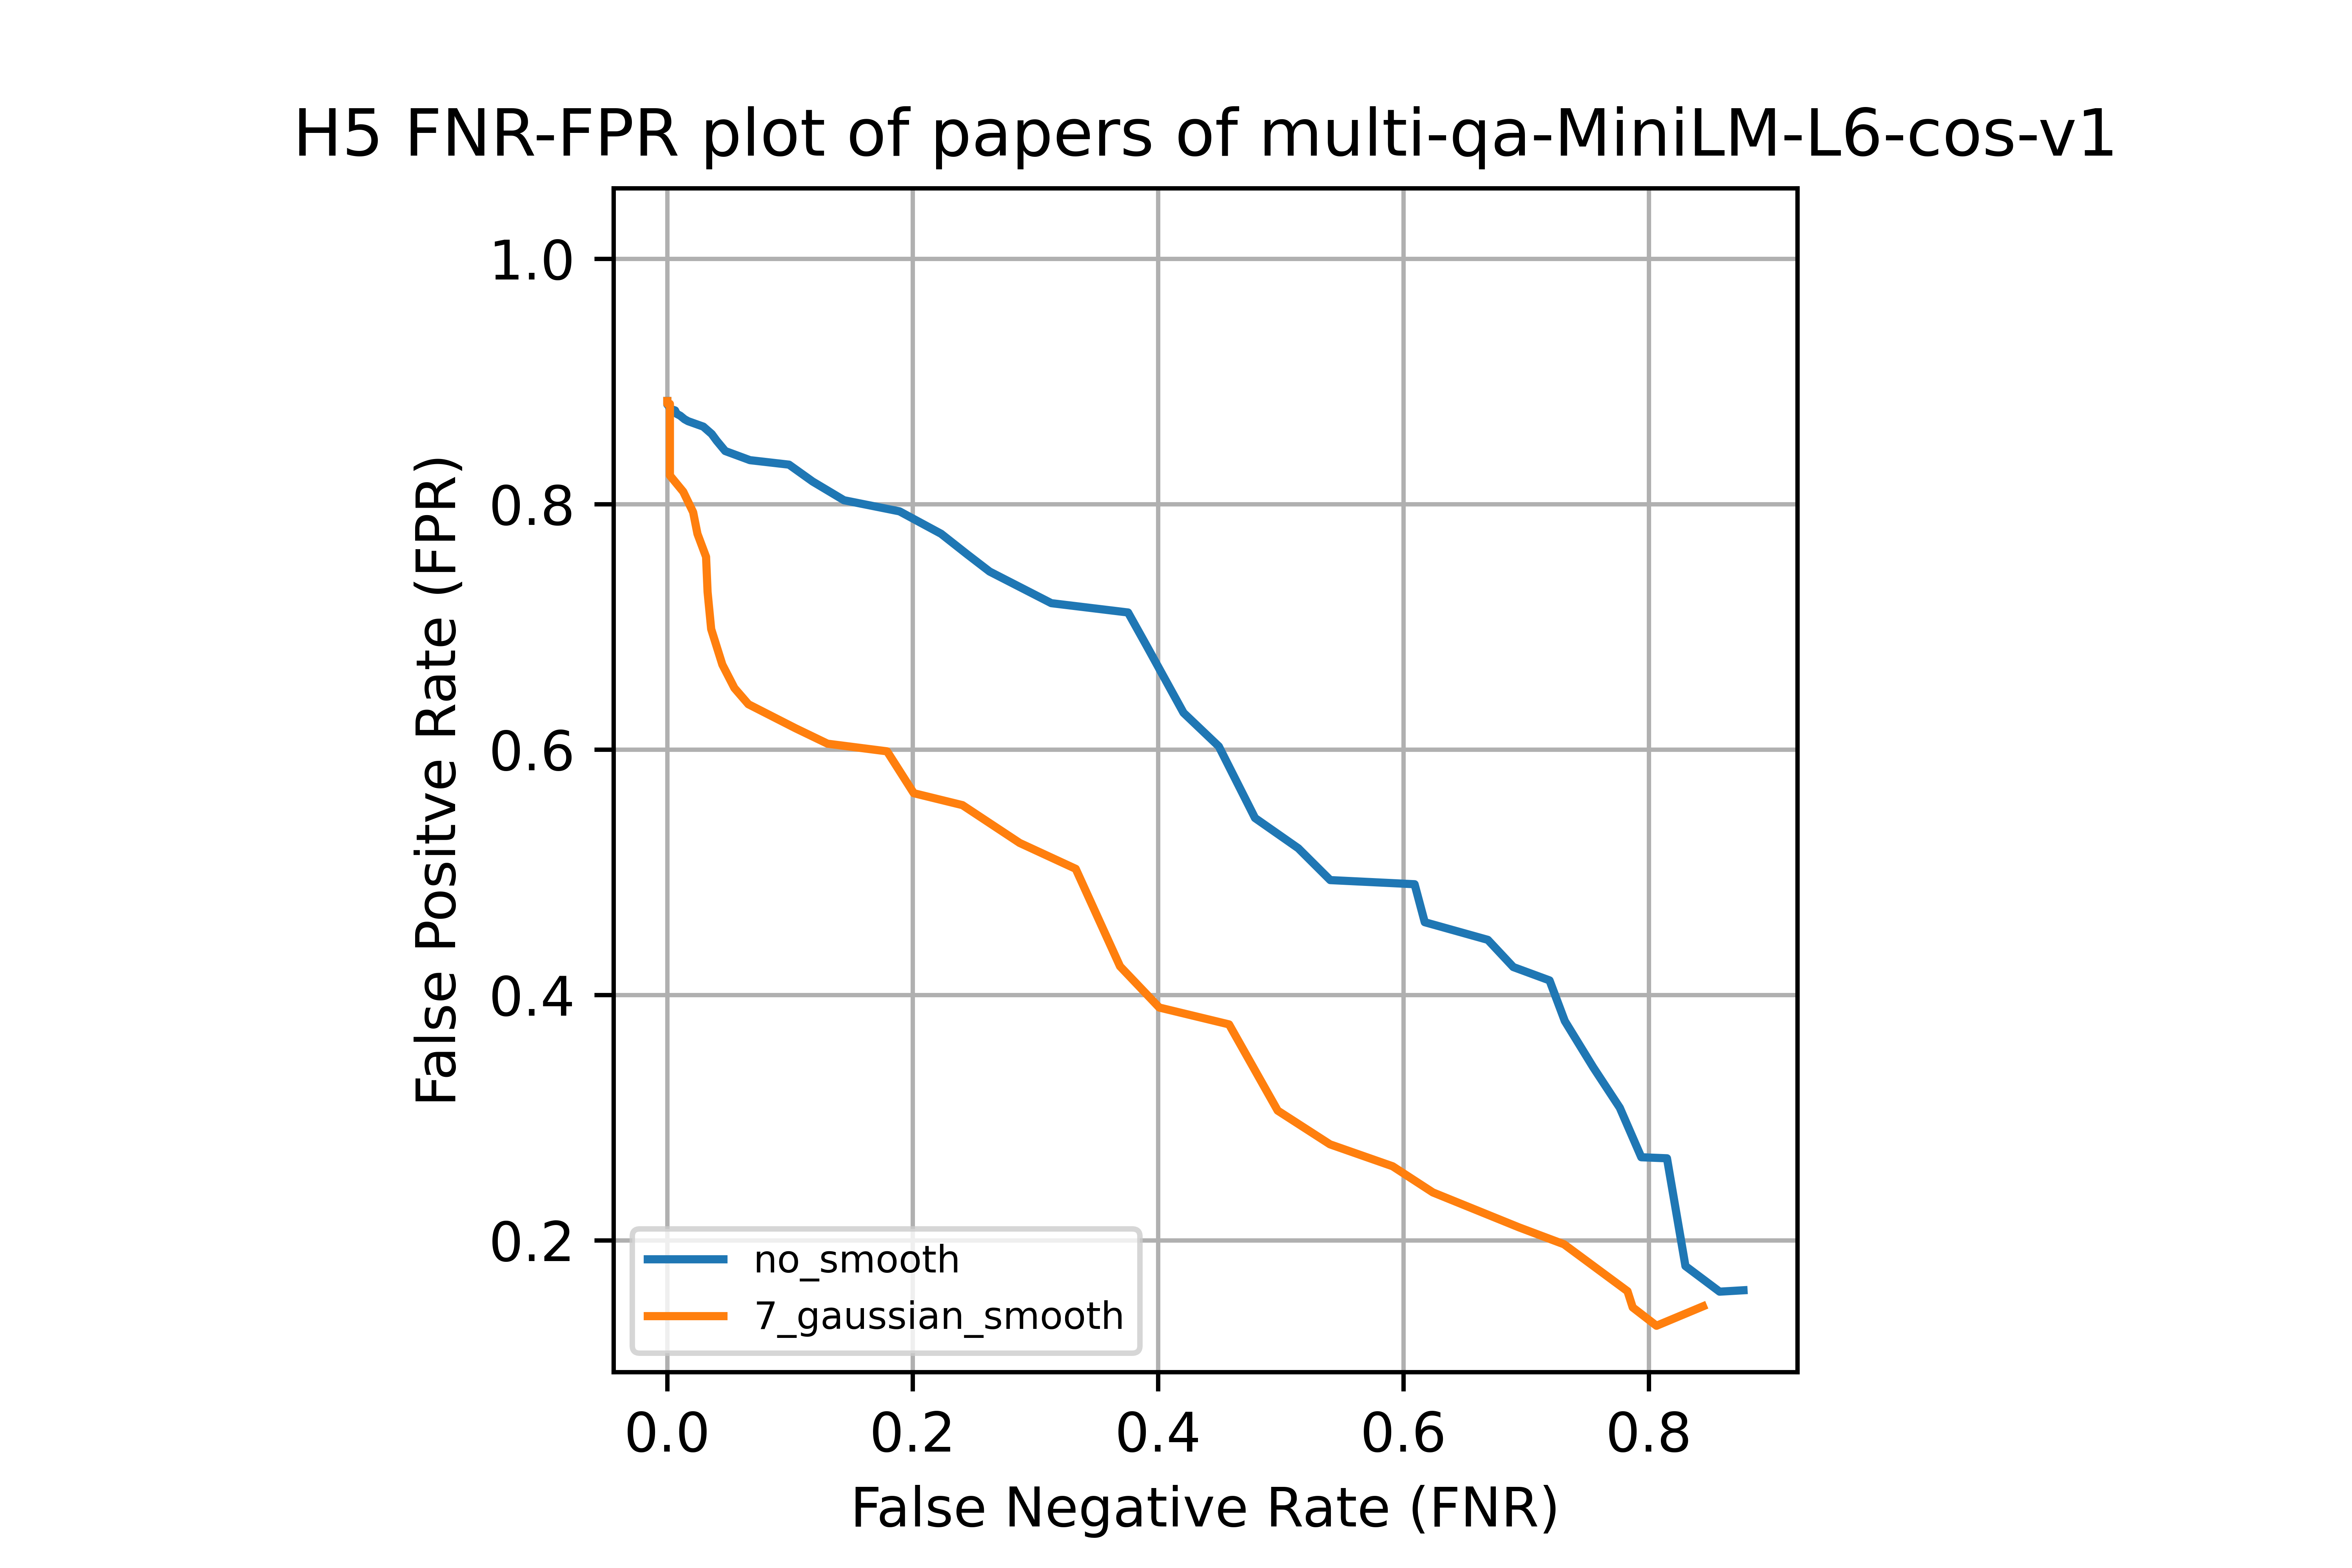 H5 FNR-FPR plot of papers of multi-qa-MiniLM-L6-cos-v1
False Positve Rate (FPR)
1.0
0.8
0.6
0.4
0.2
no_smooth
7_gaussian_smooth
0.0 0.2 0.4 0.6 0.8
False Negative Rate (FNR)